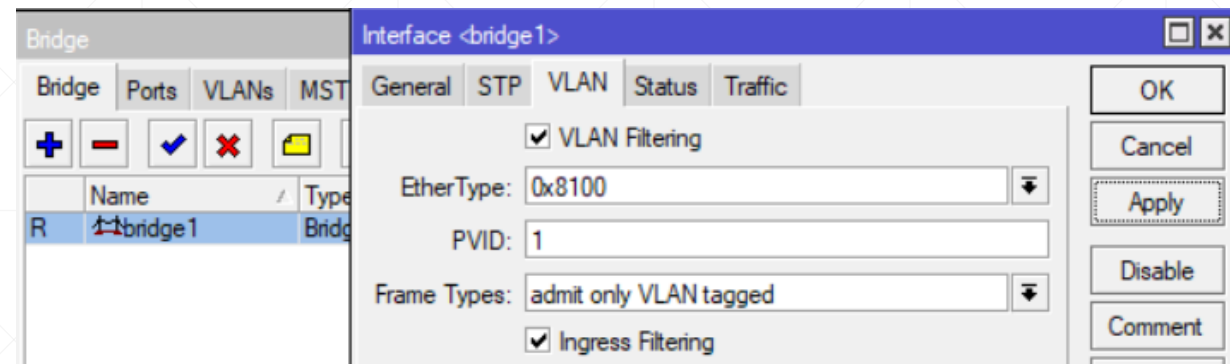 Bridge
Bridge Ports VLANs MST
Name Type
R bridge1 Bridg
Interface <bridge1>
General STP VLAN Status Traffic
VLAN Filtering
EtherType: 0x8100
PVID: 1
Frame Types: admit only VLAN tagged
Ingress Filtering
OK
Cancel
Apply
Disable
Comment